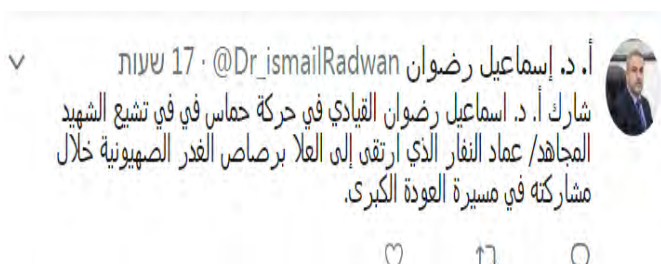 أ. د. إسماعيل رضوان @Dr_ismailRadwan · 17 שעות
شارك أ. د. اسماعيل رضوان القيادي في حركة حماس في في تشيع الشهيد
المجاهد/ عماد النفار الذي ارتقى إلى العلا برصاص الغدر الصهيونية خلال
مشاركته في مسيرة العودة الكبرى.